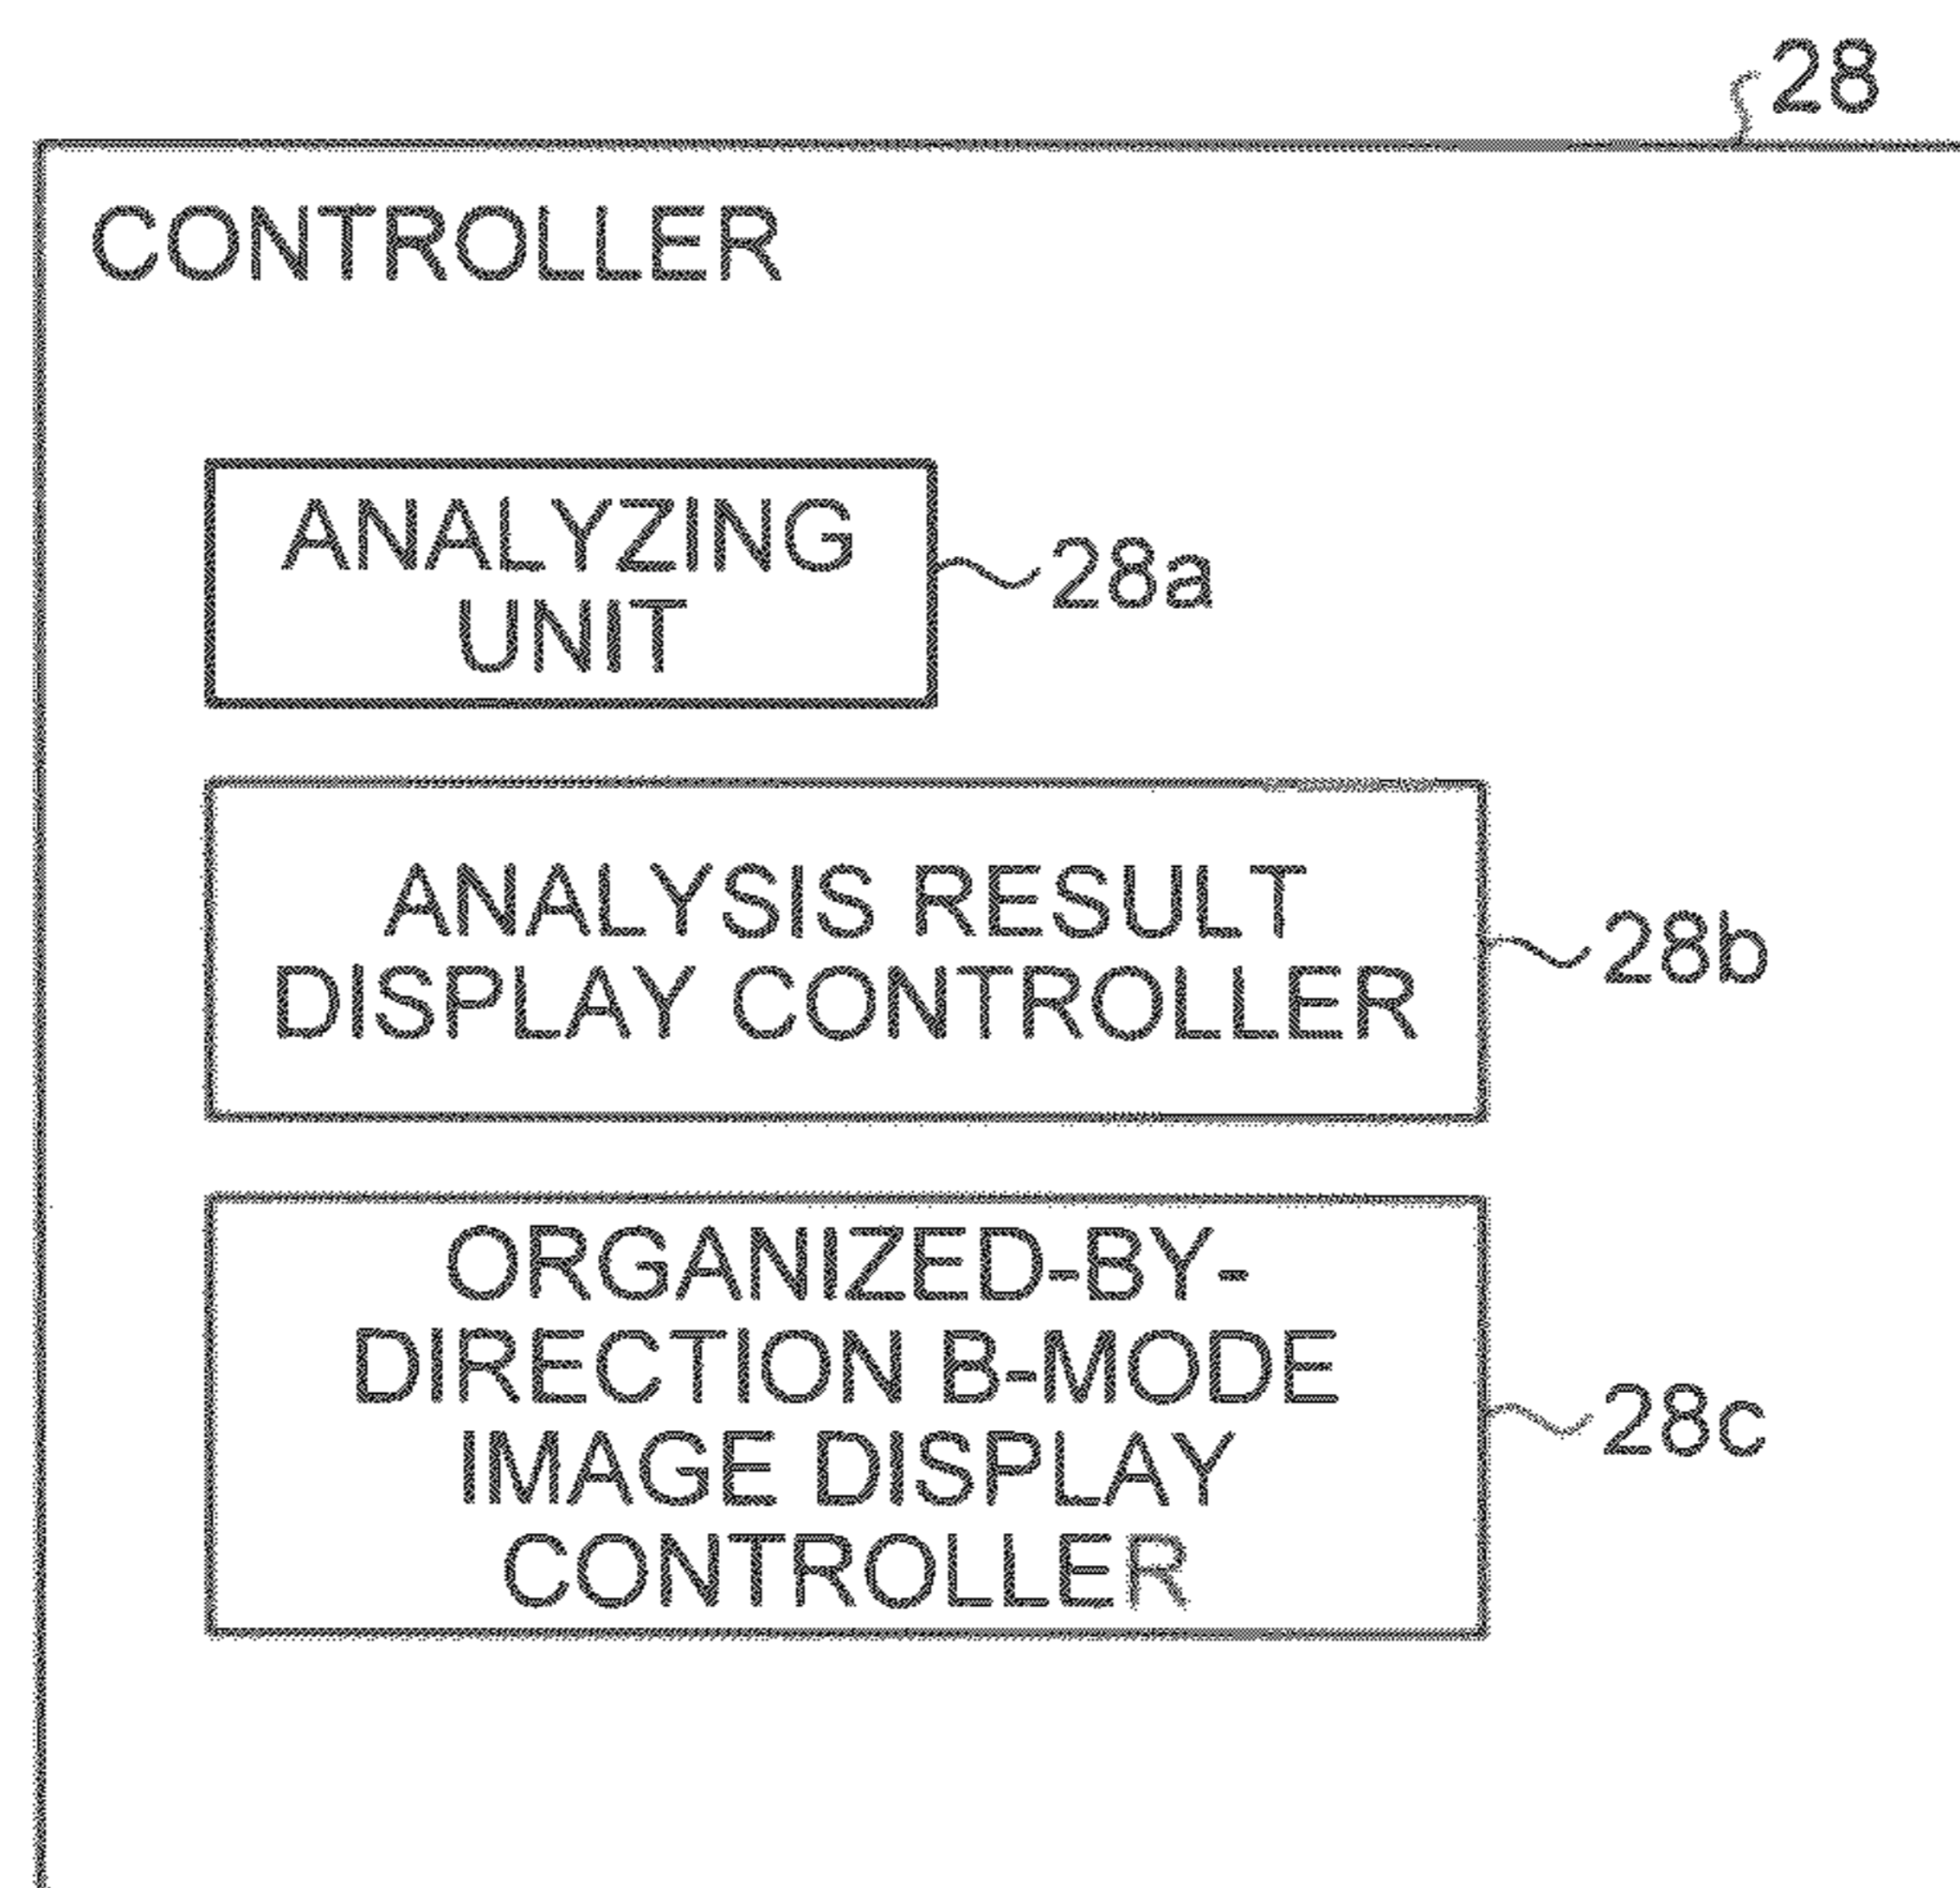 28
CONTROLLER
ANALYZING
UNIT
28a
ANALYSIS RESULT
DISPLAY CONTROLLER
28b
ORGANIZED-BY-
DIRECTION B-MODE
IMAGE DISPLAY
CONTROLLER
28c